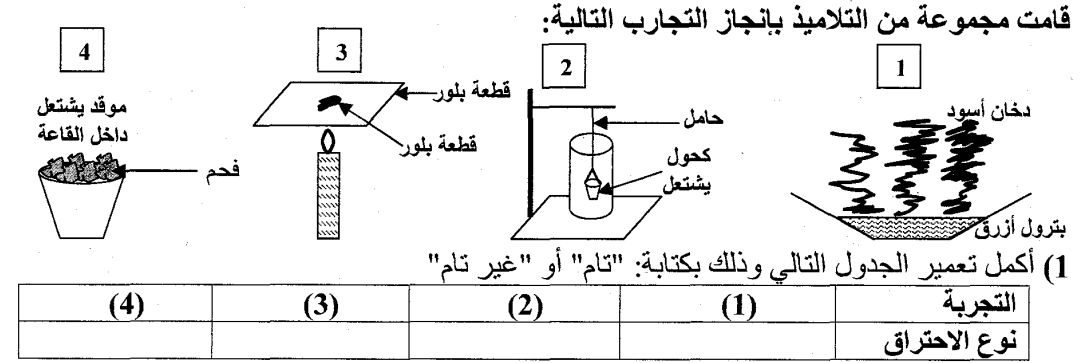 قامت مجموعة من التلاميذ بإنجاز التجارب التالية:
1
2
3
4
دخان أسود
بترول أزرق
حامل
كحول
يشتعل
قطعة بلور
قطعة بلور
موقد يشتعل
داخل القاعة
فحم
1) أكمل تعمير الجدول التالي وذلك بكتابة: "تام" أو "غير تام"
التجربة (1) (2) (3) (4)
نوع الاحتراق